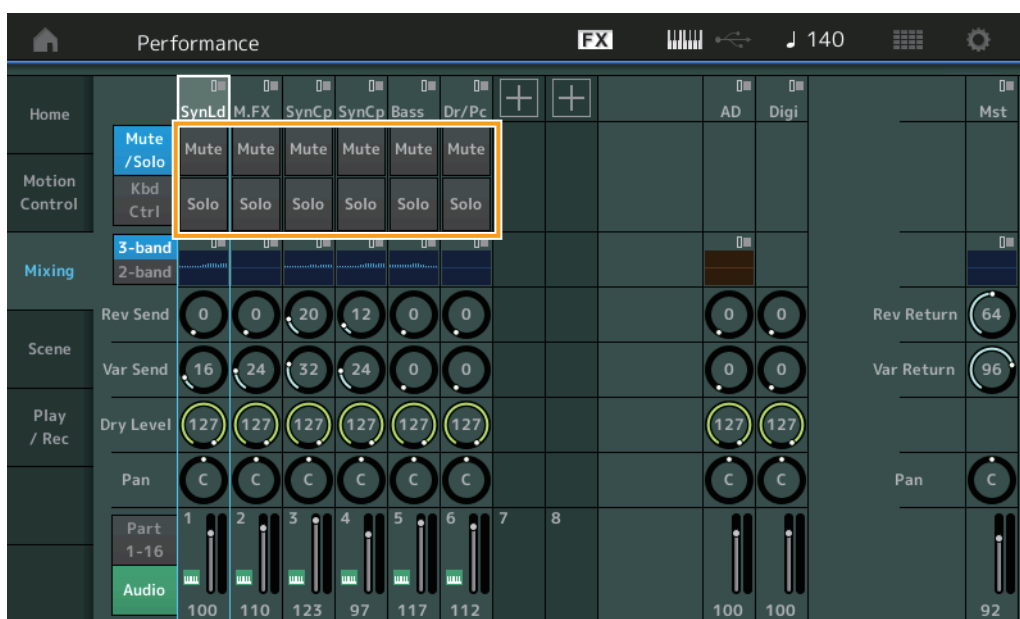 Performance FX 140
Home SynLd M.FX SynCp SynCp Bass Dr/Pc AD Digi Mst
Mute
/Solo Mute Mute Mute Mute Mute Mute
Motion
Control
Kbd
Ctrl Solo Solo Solo Solo Solo Solo
3-band
Mixing 2-band
Rev Send 0 0 20 12 0 0 0 0 Rev Return 64
Scene
Var Send 16 24 32 24 0 0 0 0 Var Return 96
Play
/ Rec
Dry Level 127 127 127 127 127 127 127 127
Pan C C C C C C C C Pan C
Part
1-16
1 2 3 4 5 6 7 8
Audio
100 110 123 97 117 112 100 100 92